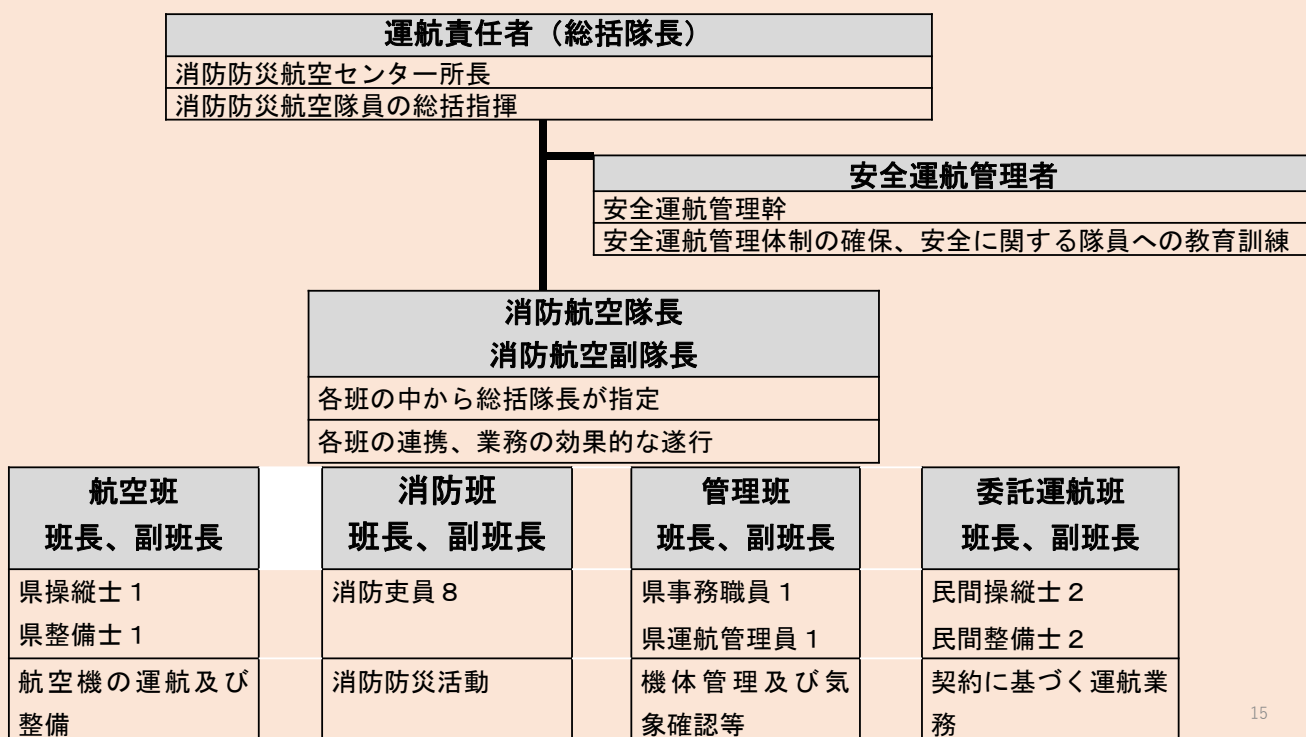 運航責任者（総括隊長）
消防防災航空センター所長
消防防災航空隊員の総括指揮
安全運航管理者
安全運航管理幹
安全運航管理体制の確保、安全に関する隊員への教育訓練
消防航空隊長
消防航空副隊長
各班の中から総括隊長が指定
各班の連携、業務の効果的な遂行
航空班
班長、副班長
県操縦士１
県整備士１
航空機の運航及び
整備
消防班
班長、副班長
消防吏員８
消防防災活動
管理班
班長、副班長
県事務職員１
県運航管理員１
機体管理及び気
象確認等
委託運航班
班長、副班長
民間操縦士２
民間整備士２
契約に基づく運航業
務
15